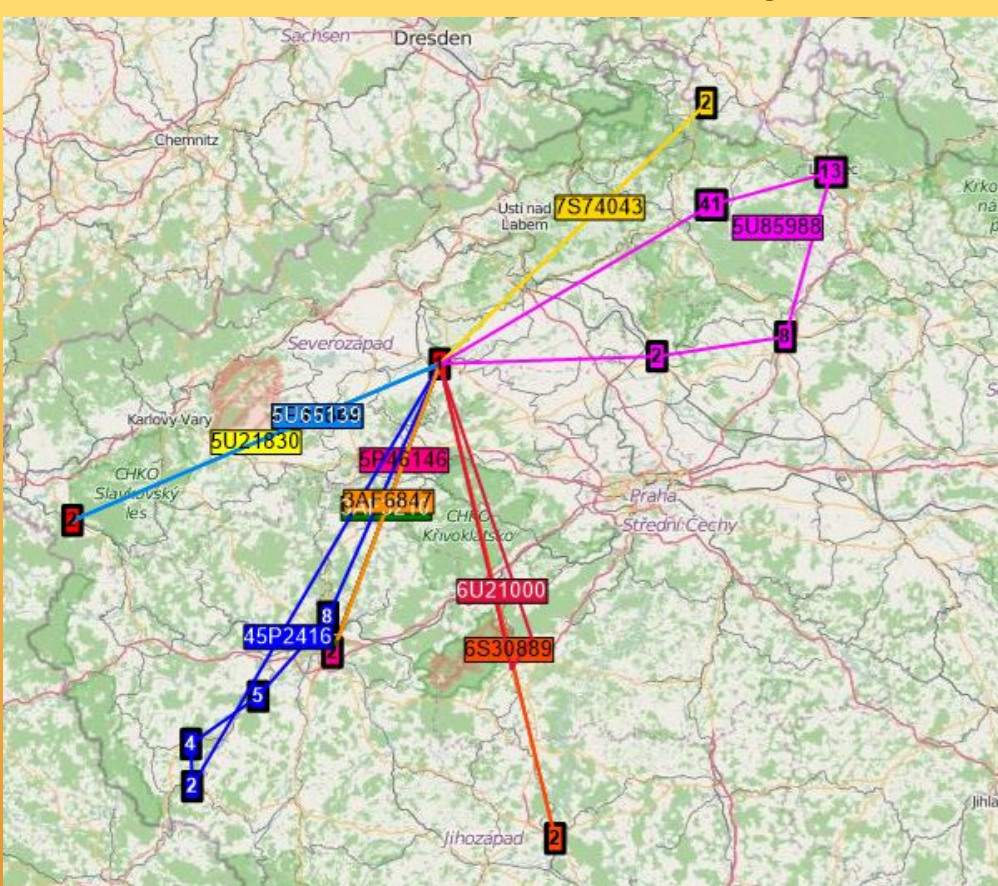 Sachsen
Dresden
2
Chemnitz
13
41
Krko
Ústí nad
Labem
7S74043
5U85988
8
Severozápad
2
Karlovy Vary
5U65139
5U21830
5P46146
CHKO
Slavkovský
les
3AF6847
CHKO
Křivoklátsko
Praha
Střední Čechy
2
6U21000
8
45P2416
6S30889
5
4
2
Jihla
Jihozápad
2